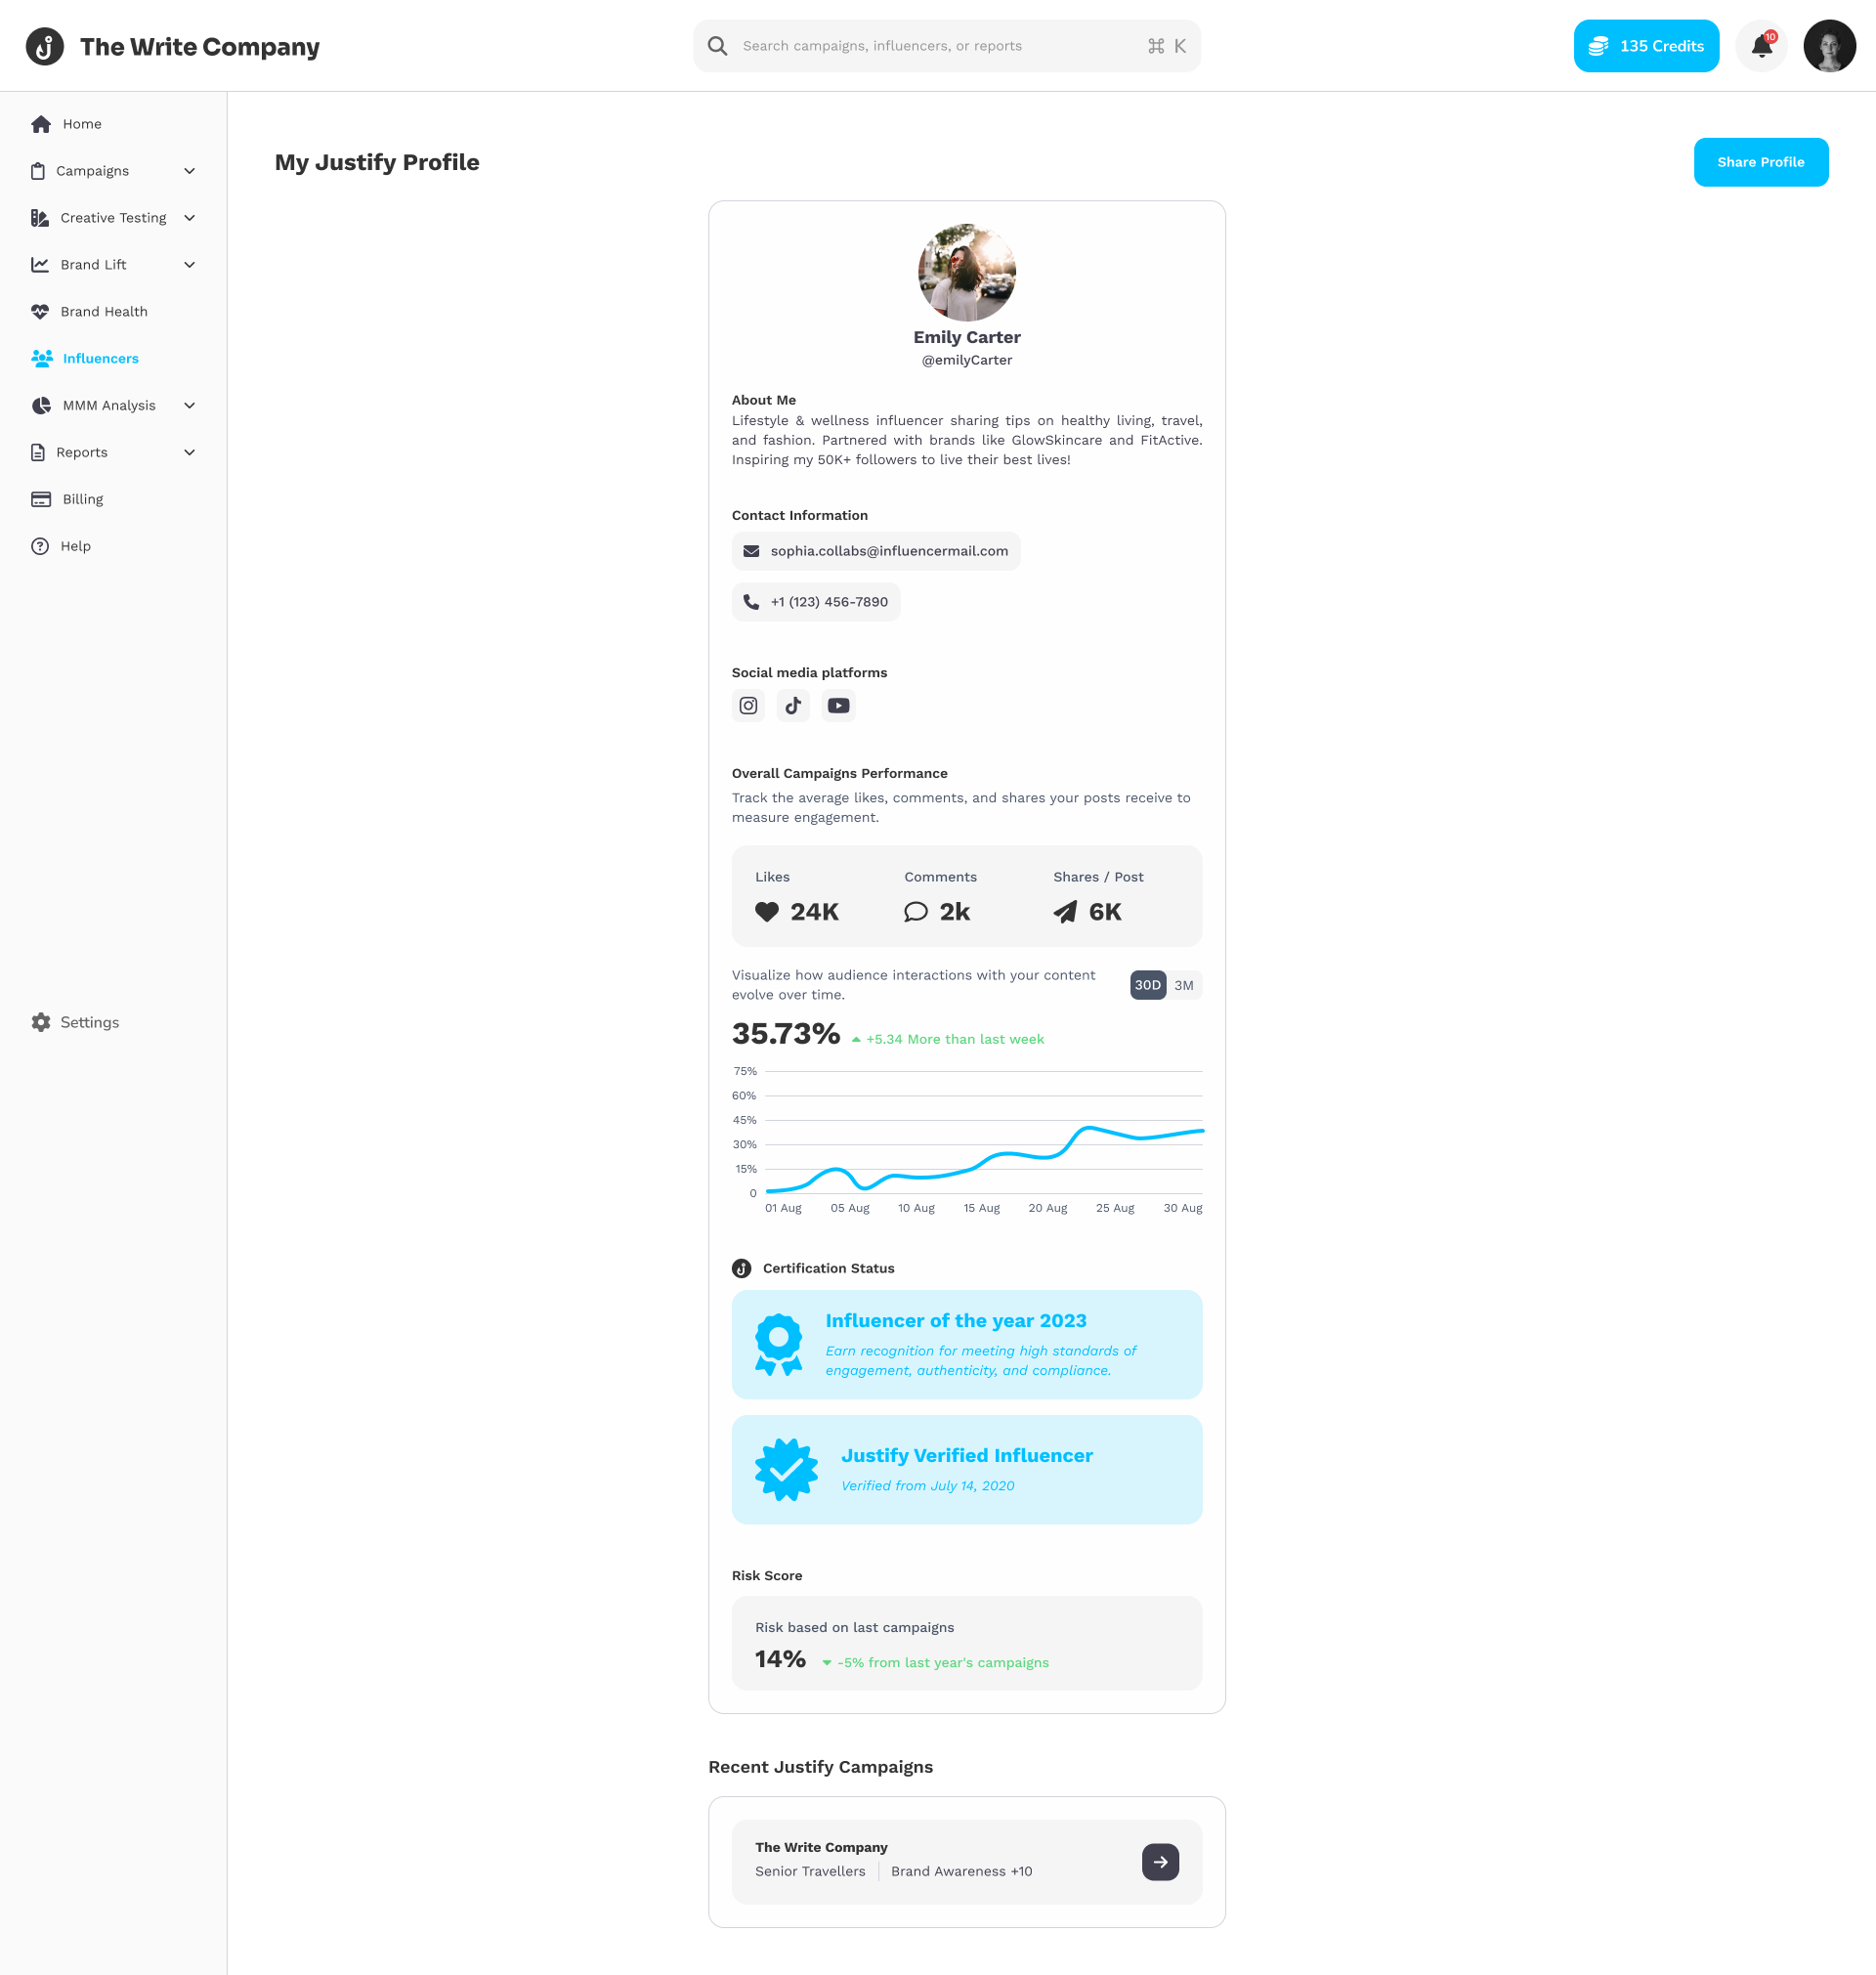 The Write Company
Search campaigns, influencers, or reports
⌘ K
135 Credits
10
Home
Campaigns
Creative Testing
Brand Lift
Brand Health
Influencers
MMM Analysis
Reports
Billing
Help
Settings
My Justify Profile
Share Profile
Emily Carter
@emilyCarter
About Me
Lifestyle & wellness influencer sharing tips on healthy living, travel,
and fashion. Partnered with brands like GlowSkincare and FitActive.
Inspiring my 50K+ followers to live their best lives!
Contact Information
sophia.collabs@influencermail.com
+1 (123) 456-7890
Social media platforms
Overall Campaigns Performance
Track the average likes, comments, and shares your posts receive to
measure engagement.
Likes
Comments
Shares / Post
24K
2k
6K
Visualize how audience interactions with your content
evolve over time.
30D
3M
35.73%
+5.34 More than last week
75%
60%
45%
30%
15%
0
01 Aug
05 Aug
10 Aug
15 Aug
20 Aug
25 Aug
30 Aug
Certification Status
Influencer of the year 2023
Earn recognition for meeting high standards of
engagement, authenticity, and compliance.
Justify Verified Influencer
Verified from July 14, 2020
Risk Score
Risk based on last campaigns
14%
-5% from last year's campaigns
Recent Justify Campaigns
The Write Company
Senior Travellers
Brand Awareness +10